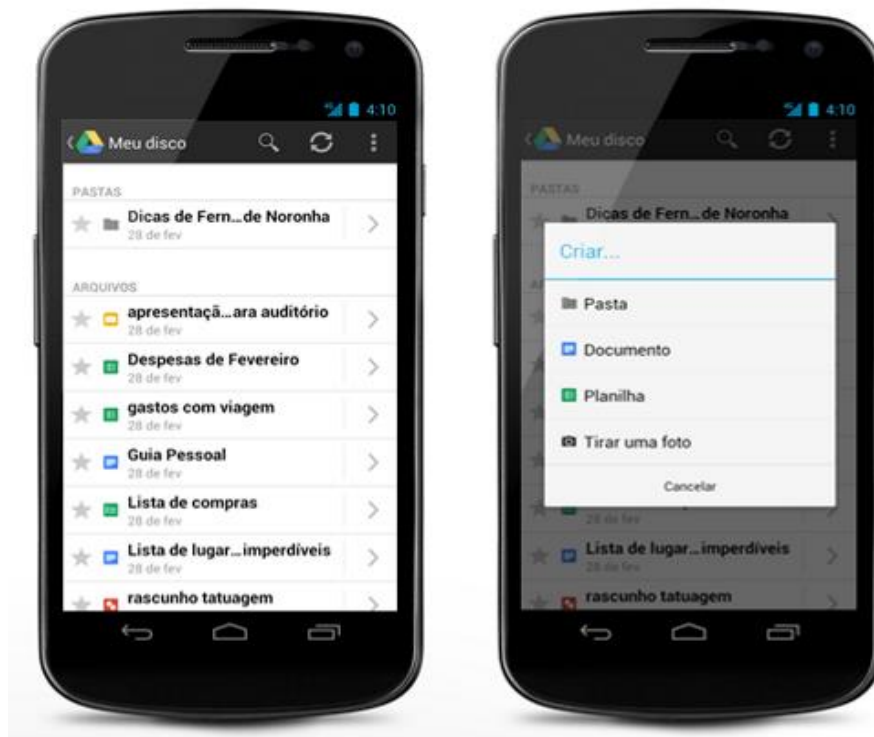 4G 4:10
Meu disco
PASTAS
Dicas de Fern...de Noronha
28 de fev
ARQUIVOS
apresentaçã...ara auditório
28 de fev
Despesas de Fevereiro
28 de fev
gastos com viagem
28 de fev
Guia Pessoal
28 de fev
Lista de compras
28 de fev
Lista de lugar...imperdíveis
28 de fev
rascunho tatuagem
4G 4:10
Meu disco
PASTAS
Dicas de Fern...de Noronha
Criar...
Pasta
Documento
Planilha
Tirar uma foto
Cancelar
28 de fev
Lista de lugar...imperdíveis
28 de fev
rascunho tatuagem